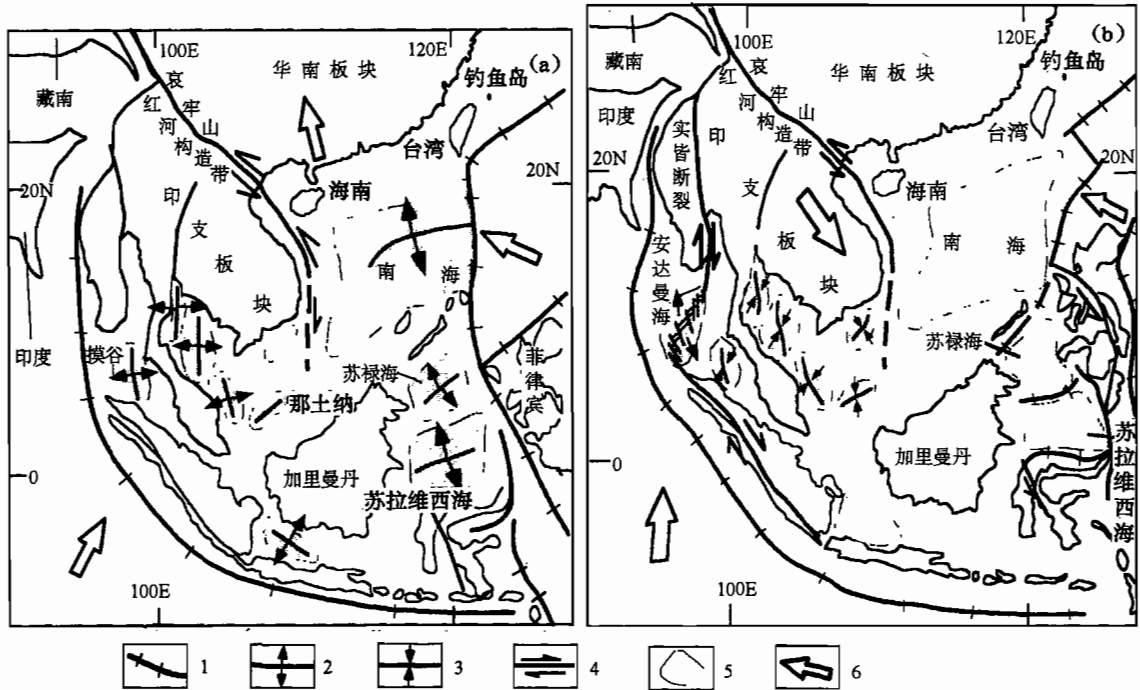 100E
120E
(a)
钓鱼岛
华南板块
藏南
哀牢山
红河构造带
台湾
20N
海南
印支板块
南海
印度
摸谷
苏禄海
菲律宾
那土纳
加里曼丹
0
苏拉维西海
100E
100E
120E
(b)
钓鱼岛
华南板块
藏南
哀牢山
红河构造带
印度
实皆断裂
台湾
20N
20N
海南
印支板块
南海
安达曼海
苏禄海
加里曼丹
0
苏拉维西海
100E
1
2
3
4
5
6